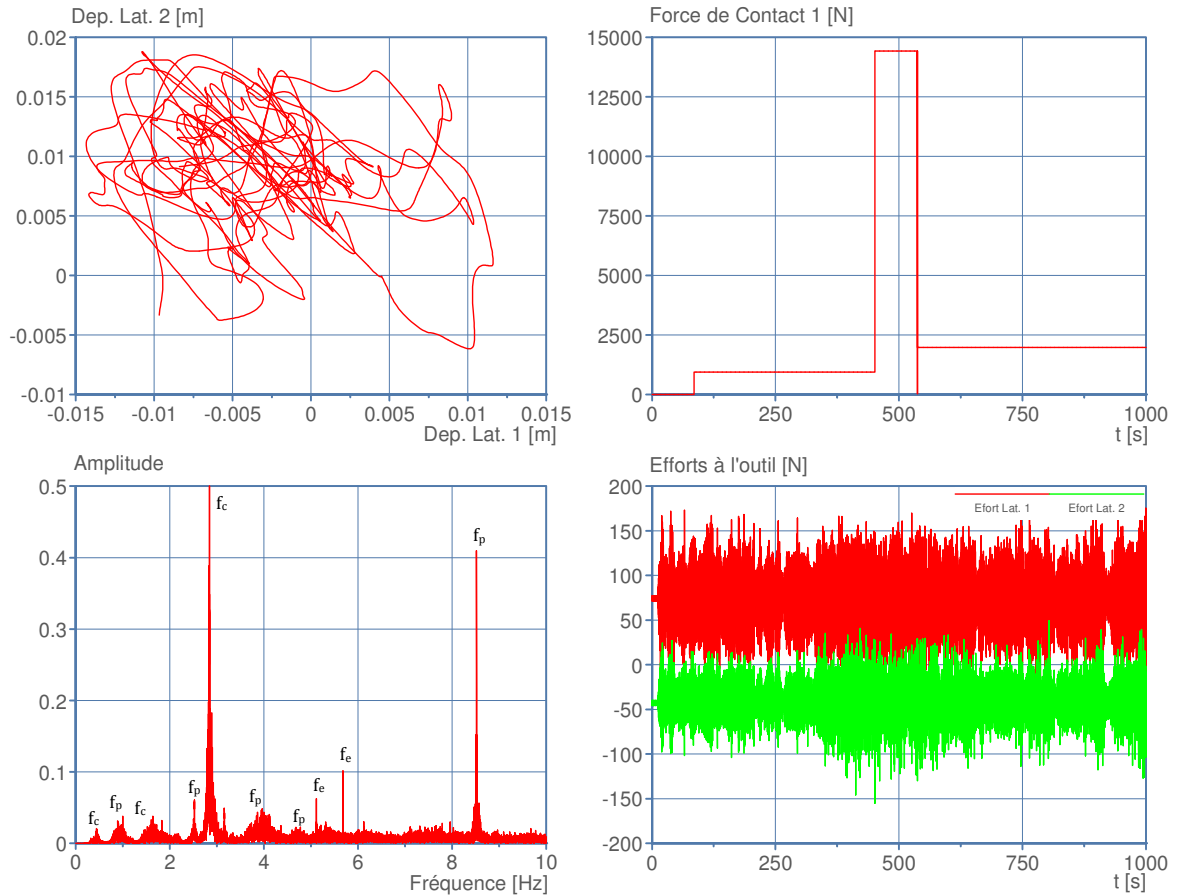 Dep. Lat. 2 [m]
0.02
0.015
0.01
0.005
0
-0.005
-0.01
-0.015 -0.01 -0.005 0 0.005 0.01 0.015
Dep. Lat. 1 [m]
Force de Contact 1 [N]
15000
12500
10000
7500
5000
2500
0
0 250 500 750 1000
t [s]
Amplitude
0.5
0.4
0.3
0.2
0.1
0
fc
fp
fc
fp
fc
fp
fp
fe
fe
fp
0 2 4 6 8 10
Fréquence [Hz]
Efforts à l'outil [N]
200
150
100
50
0
-50
-100
-150
-200
Efort Lat. 1 Efort Lat. 2
0 250 500 750 1000
t [s]